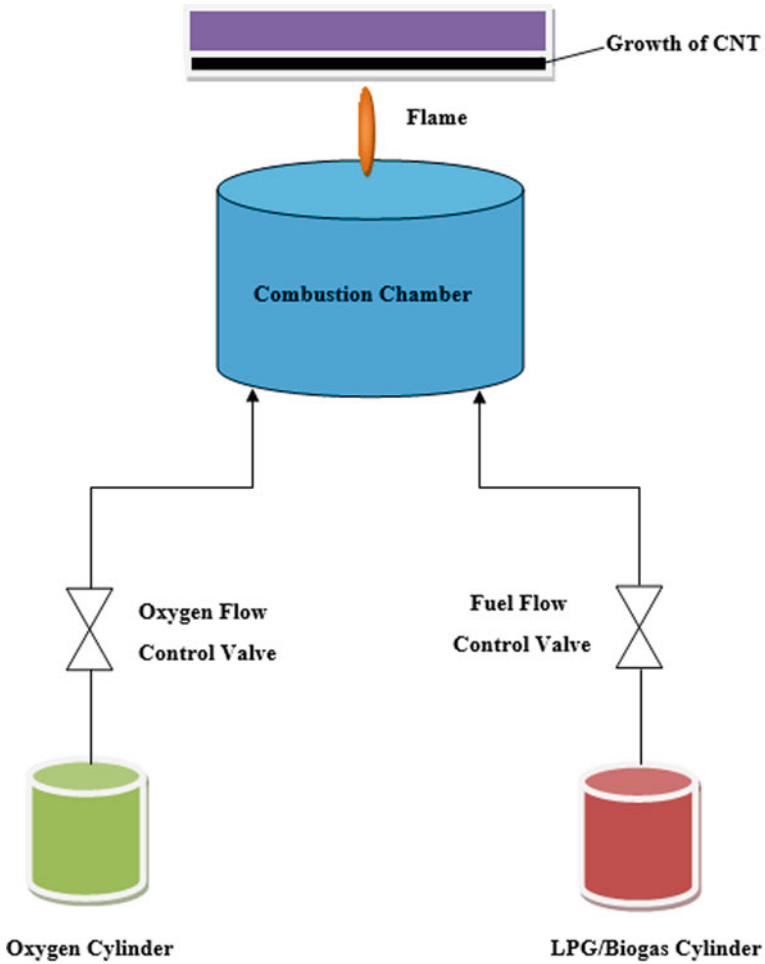 Growth of CNT
Flame
Combustion Chamber
Oxygen Flow
Control Valve
Fuel Flow
Control Valve
Oxygen Cylinder
LPG/Biogas Cylinder